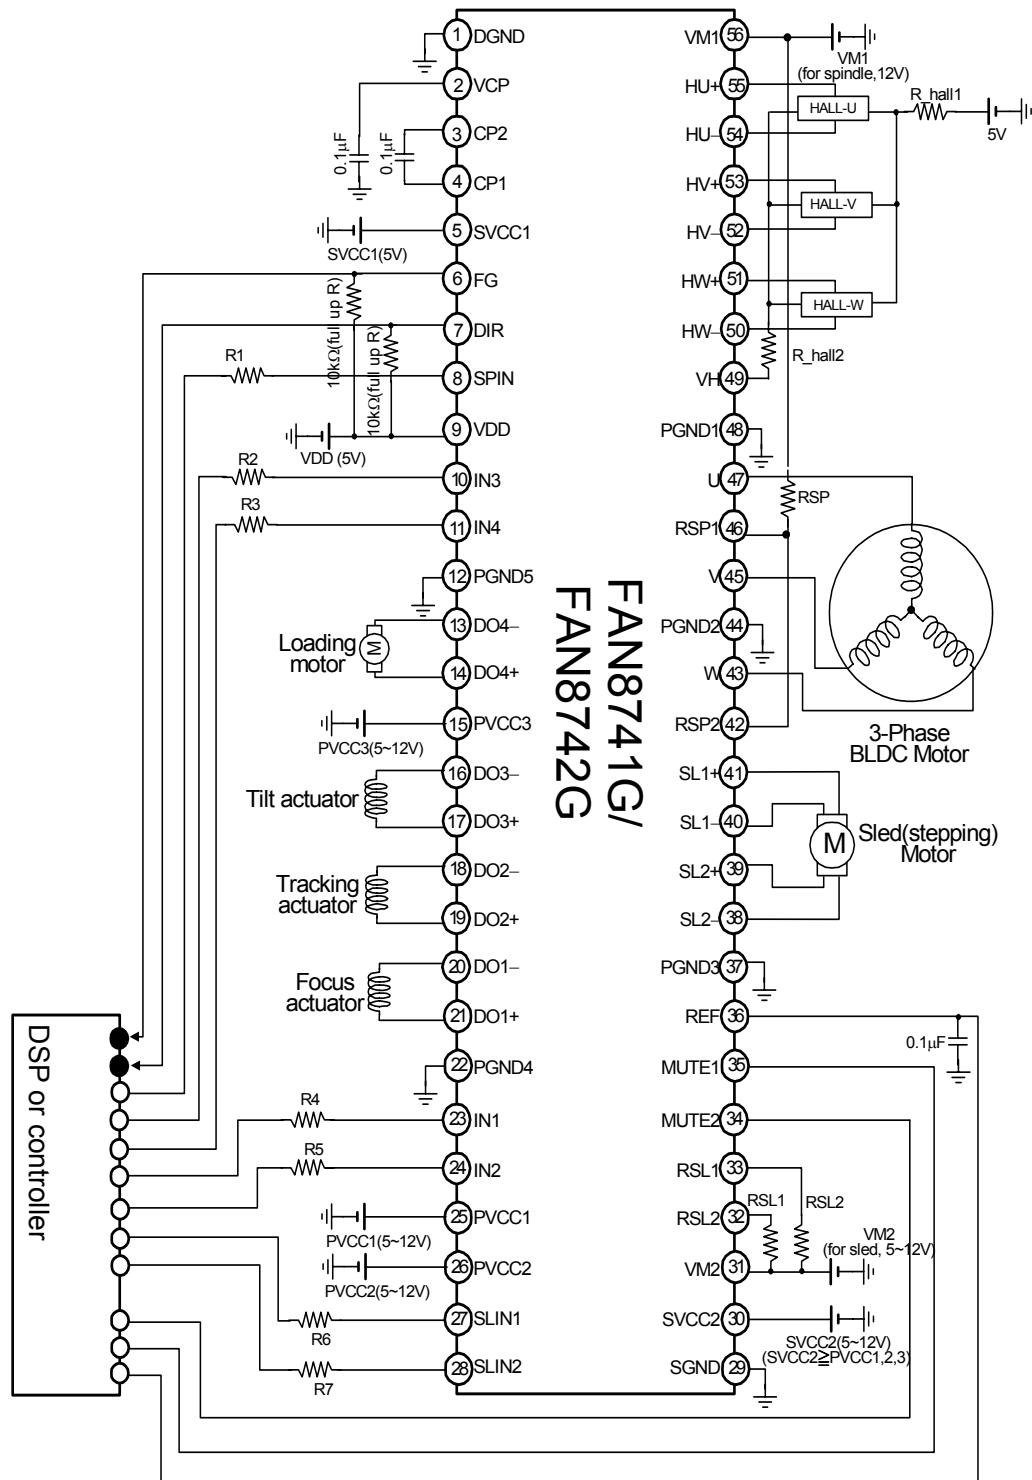 1 DGND
2 VCP
0.1µF
3 CP2
0.1µF
4 CP1
5 SVCC1
SVCC1(5V)
6 FG
10kΩ(full up R)
7 DIR
10kΩ(full up R)
R1
8 SPIN
9 VDD
VDD (5V)
R2
10 IN3
R3
11 IN4
12 PGND5
13 DO4–
Loading
motor
M
14 DO4+
15 PVCC3
PVCC3(5~12V)
16 DO3–
Tilt actuator
17 DO3+
18 DO2–
Tracking
actuator
19 DO2+
20 DO1–
Focus
actuator
21 DO1+
22 PGND4
R4
23 IN1
R5
24 IN2
25 PVCC1
PVCC1(5~12V)
26 PVCC2
PVCC2(5~12V)
27 SLIN1
R6
28 SLIN2
R7
DSP or controller
FAN8741G/
FAN8742G
VM1 56
VM1
(for spindle,12V)
HU+ 55
HALL-U
R_hall1
5V
HU– 54
HV+ 53
HALL-V
HV– 52
HW+ 51
HALL-W
HW– 50
R_hall2
VH 49
PGND1 48
U 47
RSP
RSP1 46
V 45
PGND2 44
W 43
RSP2 42
3-Phase
BLDC Motor
SL1+ 41
SL1– 40
M
Sled(stepping)
Motor
SL2+ 39
SL2– 38
PGND3 37
REF 36
0.1µF
MUTE1 35
MUTE2 34
RSL1 33
RSL1
RSL2
RSL2 32
VM2
(for sled, 5~12V)
VM2 31
SVCC2 30
SVCC2(5~12V)
(SVCC2≧PVCC1,2,3)
SGND 29